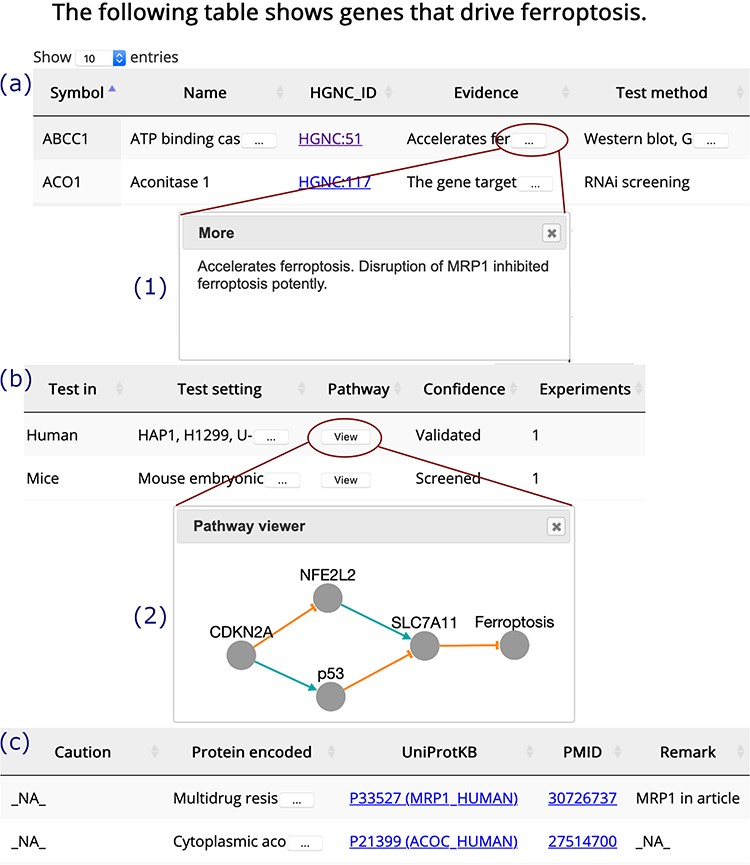 The following table shows genes that drive ferroptosis.
Show 10 entries
(a)
Symbol Name HGNC_ID Evidence Test method
ABCC1 ATP binding cas ... HGNC:51 Accelerates fer ... Western blot, G ...
ACO1 Aconitase 1 HGNC:117 The gene target ... RNAi screening
(1)
More
Accelerates ferroptosis. Disruption of MRP1 inhibited
ferroptosis potently.
(b)
Test in Test setting Pathway Confidence Experiments
Human HAP1, H1299, U- ... View Validated 1
Mice Mouse embryonic ... View Screened 1
(2)
Pathway viewer
NFE2L2
CDKN2A
SLC7A11
Ferroptosis
p53
(c)
Caution Protein encoded UniProtKB PMID Remark
_NA_ Multidrug resis ... P33527 (MRP1_HUMAN) 30726737 MRP1 in article
_NA_ Cytoplasmic aco ... P21399 (ACOC_HUMAN) 27514700 _NA_